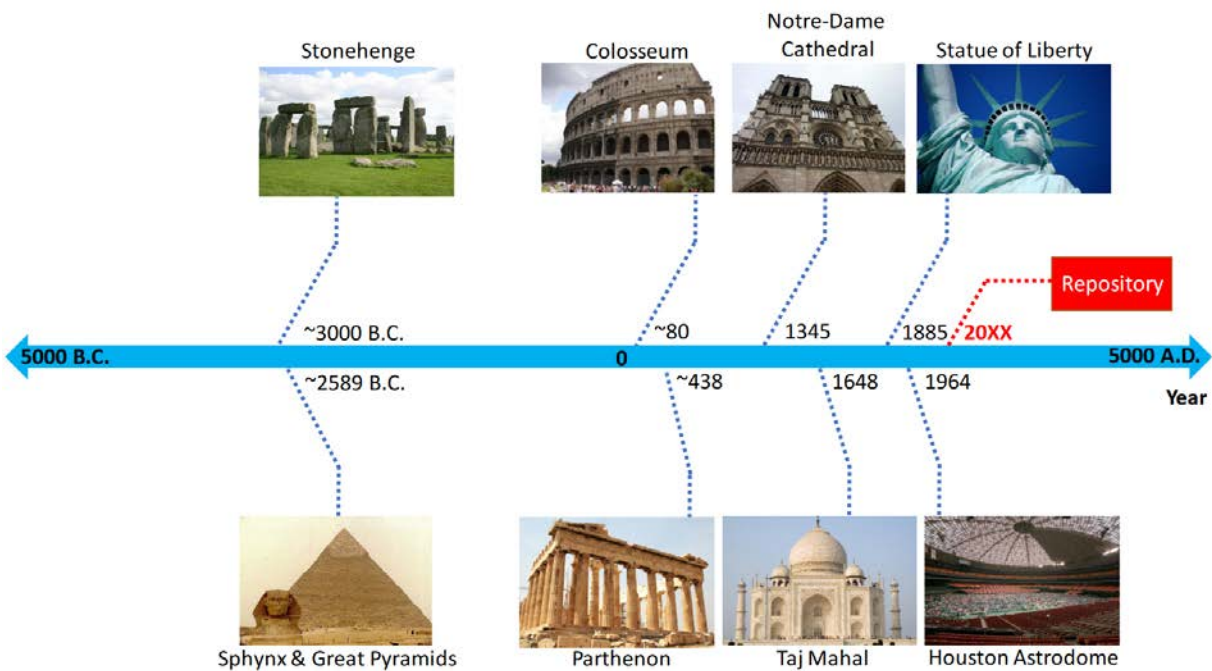 Notre-Dame
Cathedral
Stonehenge
Colosseum
Statue of Liberty
Repository
~3000 B.C.
~80
1345
1885
20XX
5000 B.C.
0
5000 A.D.
~2589 B.C.
~438
1648
1964
Year
Sphynx & Great Pyramids
Parthenon
Taj Mahal
Houston Astrodome